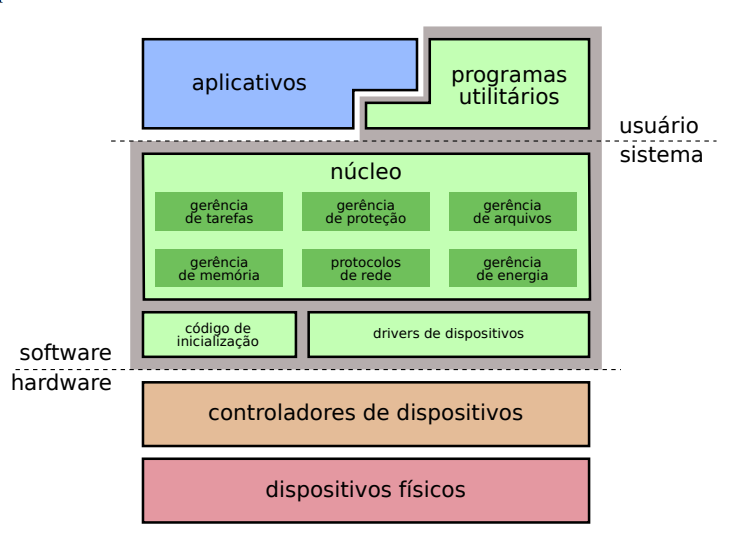 aplicativos
programas
utilitários
usuário
sistema
núcleo
gerência
de tarefas
gerência
de proteção
gerência
de arquivos
gerência
de memória
protocolos
de rede
gerência
de energia
código de
inicialização
drivers de dispositivos
software
hardware
controladores de dispositivos
dispositivos físicos